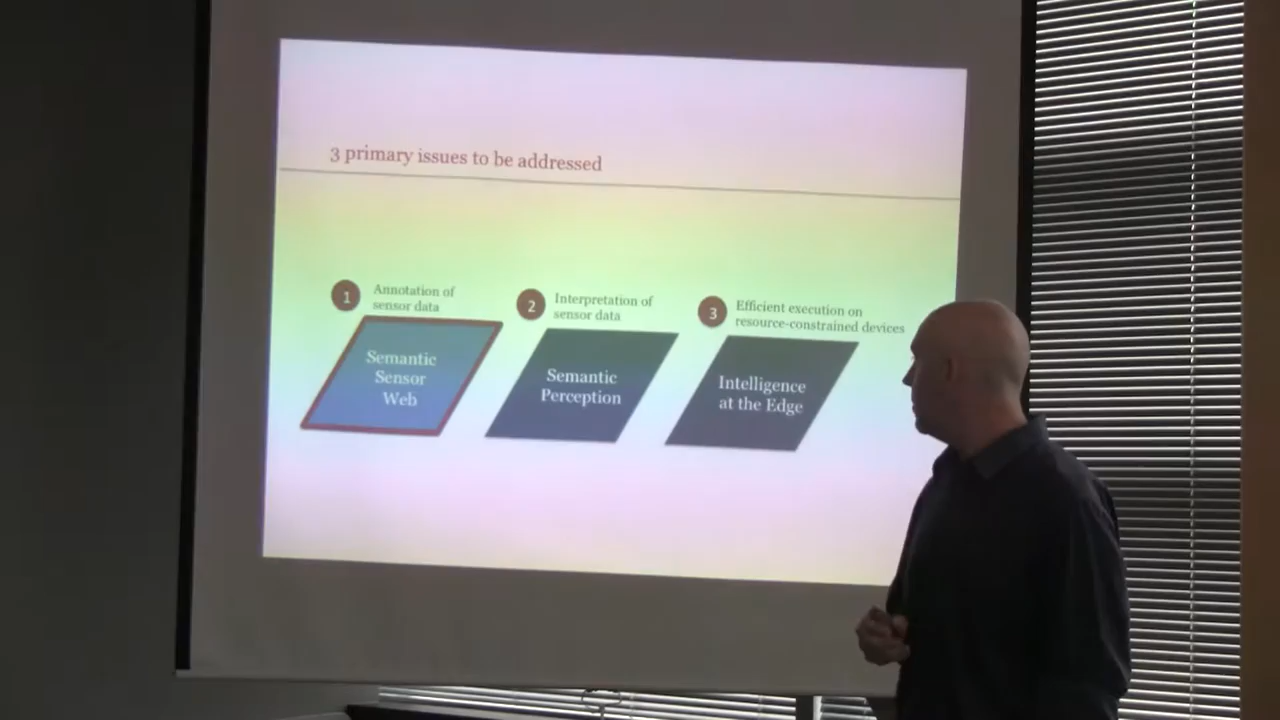 3 primary issues to be addressed
1
Annotation of
sensor data
Semantic
Sensor
Web
2
Interpretation of
sensor data
Semantic
Perception
3
Efficient execution on
resource-constrained devices
Intelligence
at the Edge